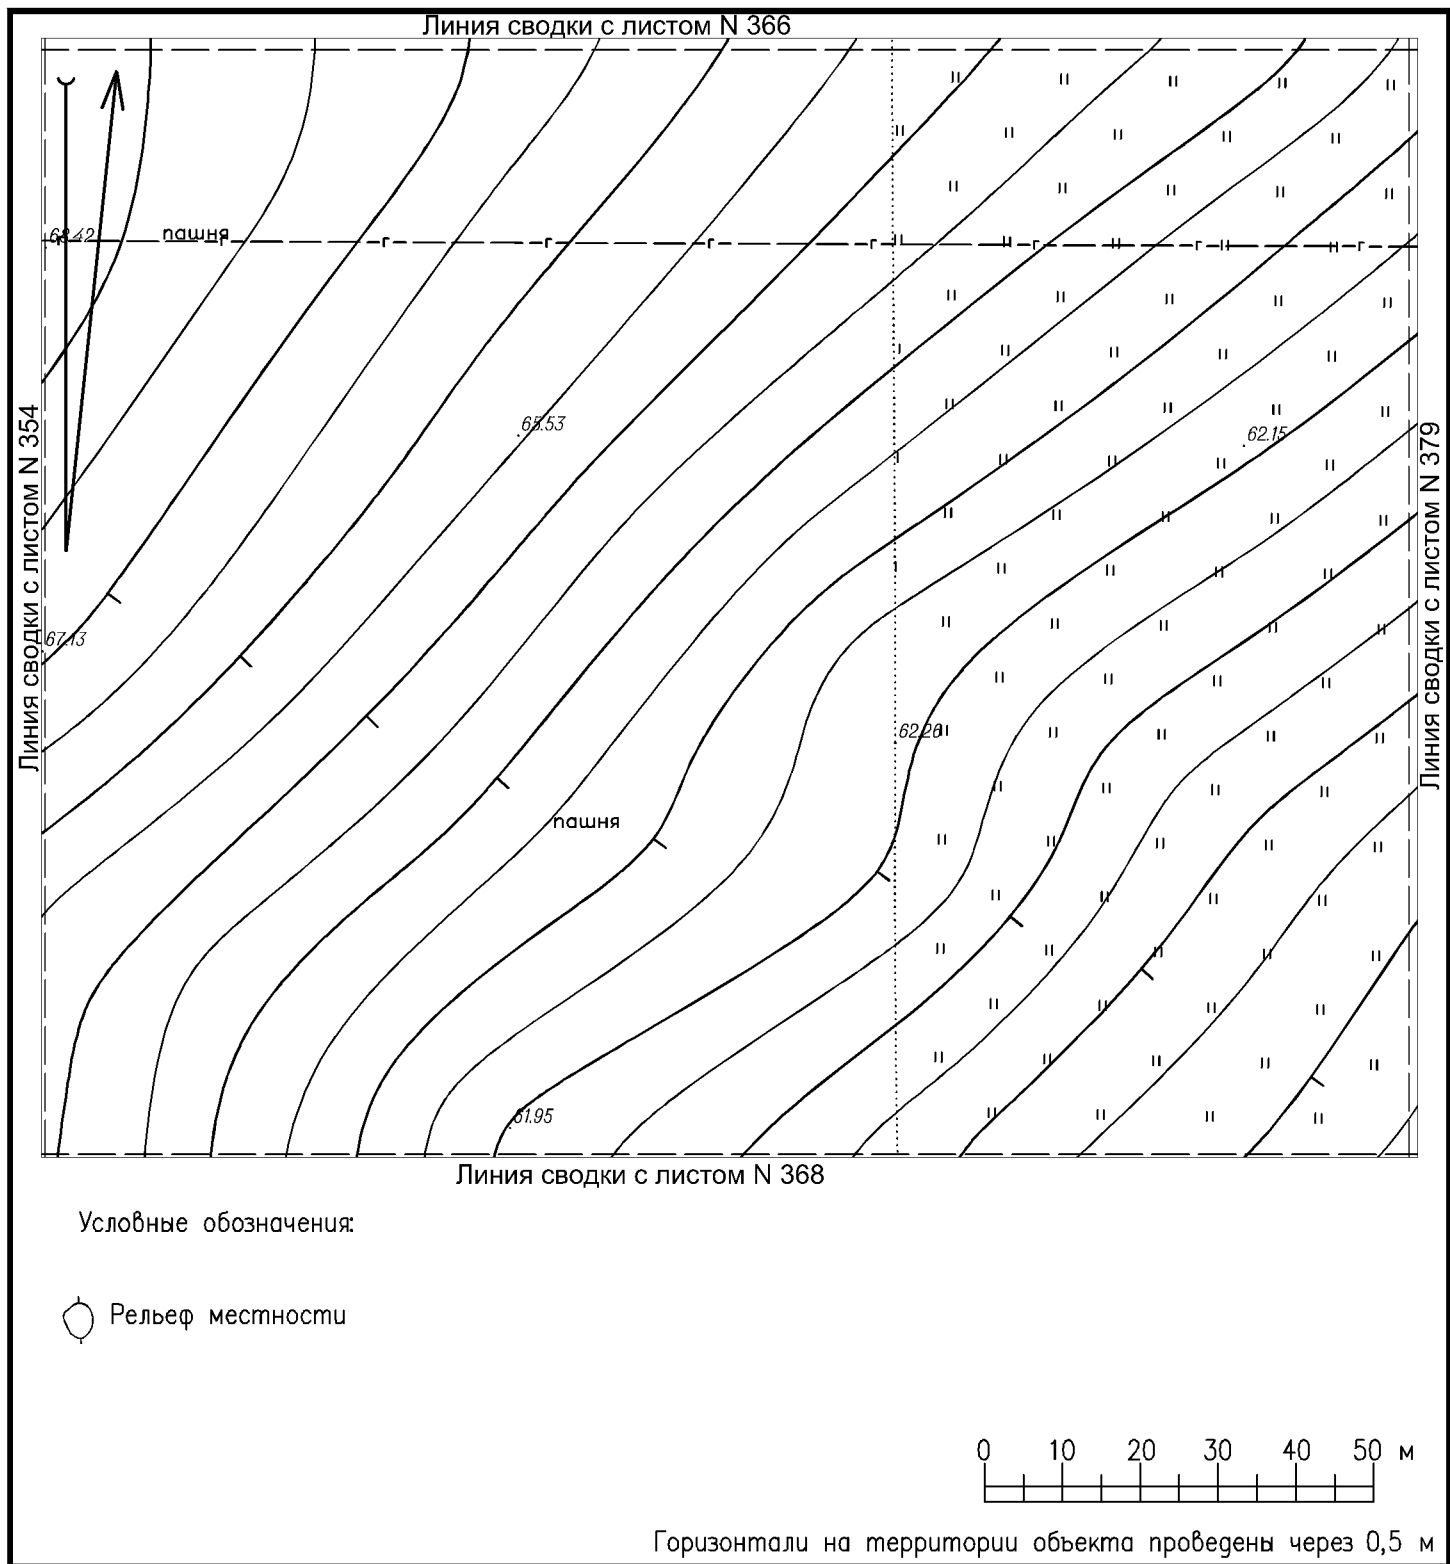 Линия сводки с листом N 366
68.42
пашня
г г г г г г г г г
65.53
62.15
Линия сводки с листом N 354
Линия сводки с листом N 379
67.13
62.26
пашня
61.95
Линия сводки с листом N 368
Условные обозначения:
Рельеф местности
0 10 20 30 40 50 м
Горизонтали на территории объекта проведены через 0,5 м